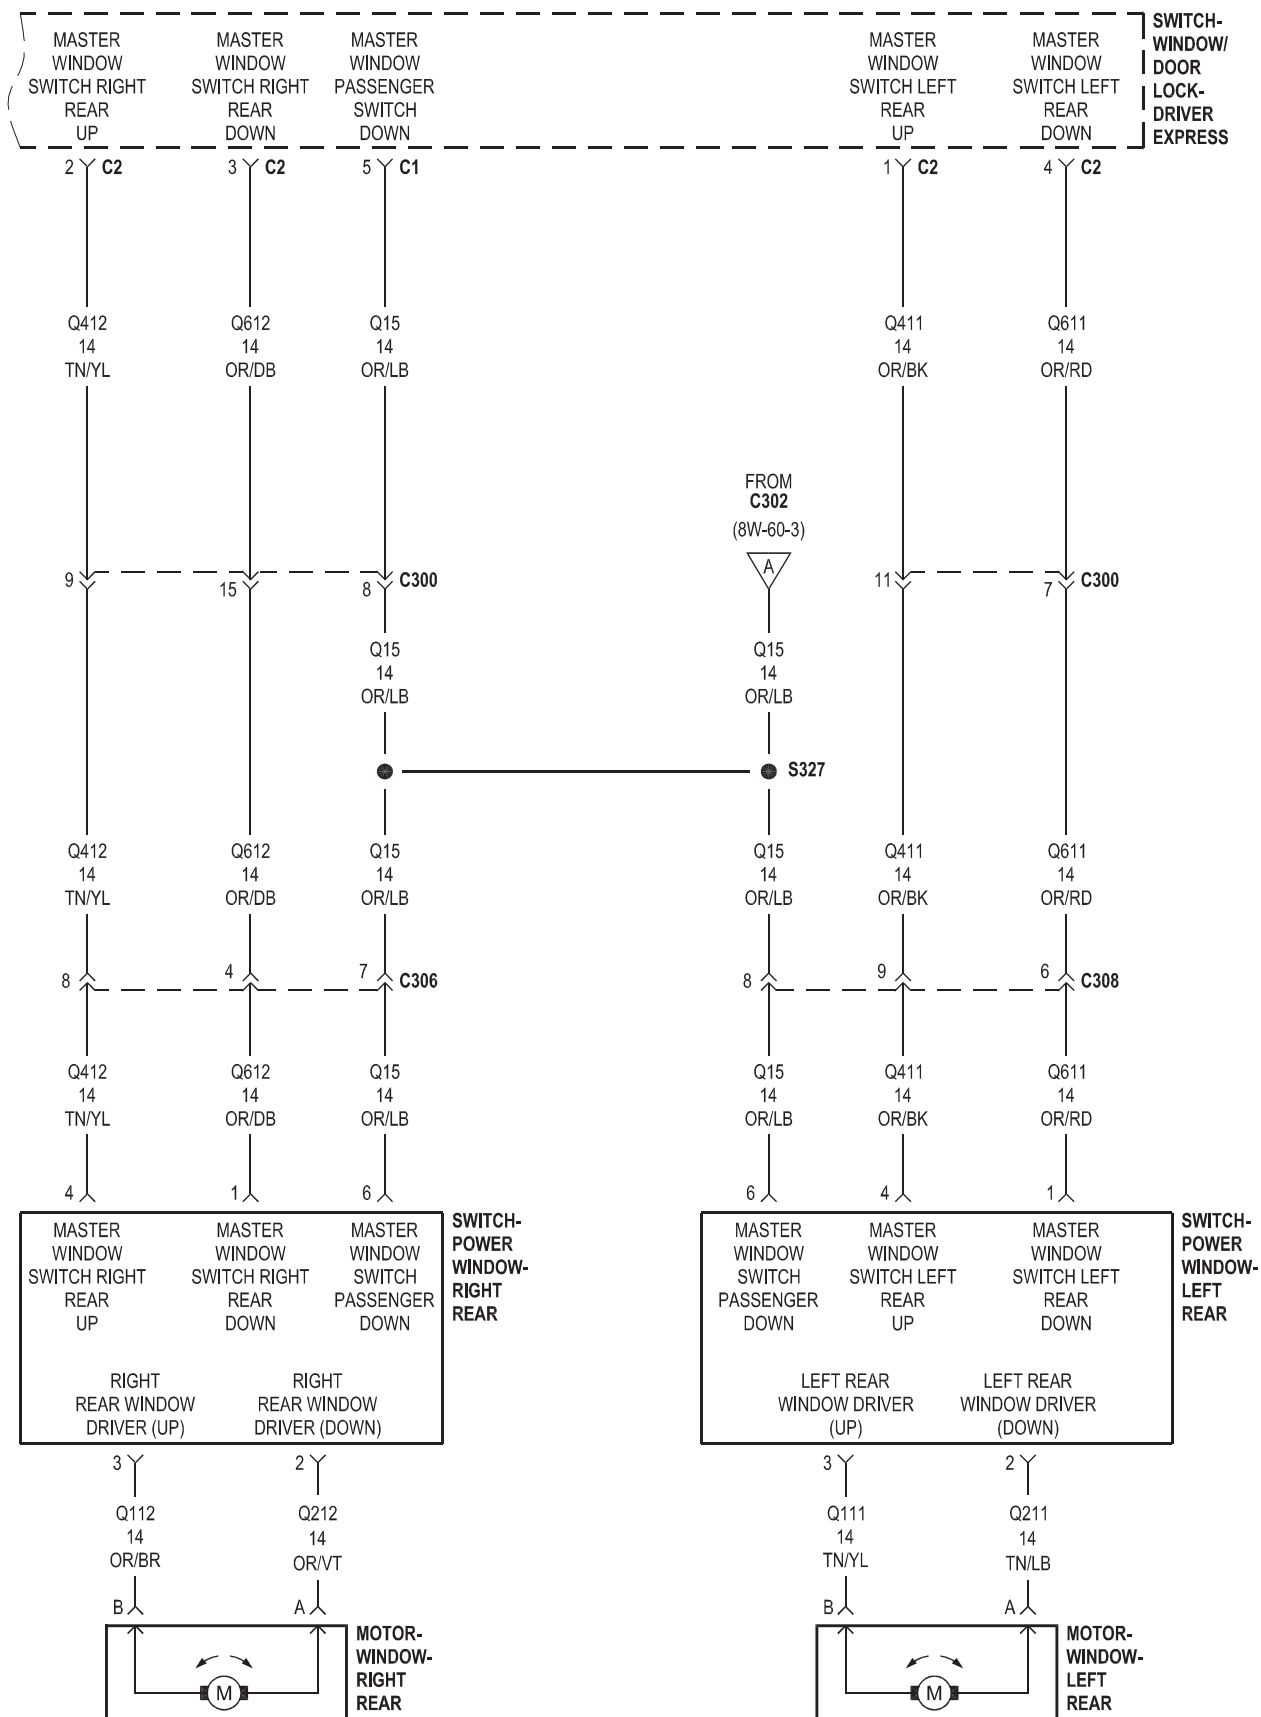 MASTER
WINDOW
SWITCH RIGHT
REAR
UP
MASTER
WINDOW
SWITCH RIGHT
REAR
DOWN
MASTER
WINDOW
PASSENGER
SWITCH
DOWN
MASTER
WINDOW
SWITCH LEFT
REAR
UP
MASTER
WINDOW
SWITCH LEFT
REAR
DOWN
SWITCH-
WINDOW/
DOOR
LOCK-
DRIVER
EXPRESS
2 C2
3 C2
5 C1
1 C2
4 C2
Q412
14
TN/YL
Q612
14
OR/DB
Q15
14
OR/LB
Q411
14
OR/BK
Q611
14
OR/RD
FROM
C302
(8W-60-3)
A
9
15
8
C300
11
7
C300
Q15
14
OR/LB
Q15
14
OR/LB
S327
Q412
14
TN/YL
Q612
14
OR/DB
Q15
14
OR/LB
Q15
14
OR/LB
Q411
14
OR/BK
Q611
14
OR/RD
8
4
7
C306
8
9
6
C308
Q412
14
TN/YL
Q612
14
OR/DB
Q15
14
OR/LB
Q15
14
OR/LB
Q411
14
OR/BK
Q611
14
OR/RD
4
1
6
6
4
1
MASTER
WINDOW
SWITCH RIGHT
REAR
UP
MASTER
WINDOW
SWITCH RIGHT
REAR
DOWN
MASTER
WINDOW
SWITCH
PASSENGER
DOWN
SWITCH-
POWER
WINDOW-
RIGHT
REAR
MASTER
WINDOW
SWITCH
PASSENGER
DOWN
MASTER
WINDOW
SWITCH LEFT
REAR
UP
MASTER
WINDOW
SWITCH LEFT
REAR
DOWN
SWITCH-
POWER
WINDOW-
LEFT
REAR
RIGHT
REAR WINDOW
DRIVER (UP)
RIGHT
REAR WINDOW
DRIVER (DOWN)
LEFT REAR
WINDOW DRIVER
(UP)
LEFT REAR
WINDOW DRIVER
(DOWN)
3
2
3
2
Q112
14
OR/BR
Q212
14
OR/VT
Q111
14
TN/YL
Q211
14
TN/LB
B
A
B
A
M
MOTOR-
WINDOW-
RIGHT
REAR
M
MOTOR-
WINDOW-
LEFT
REAR